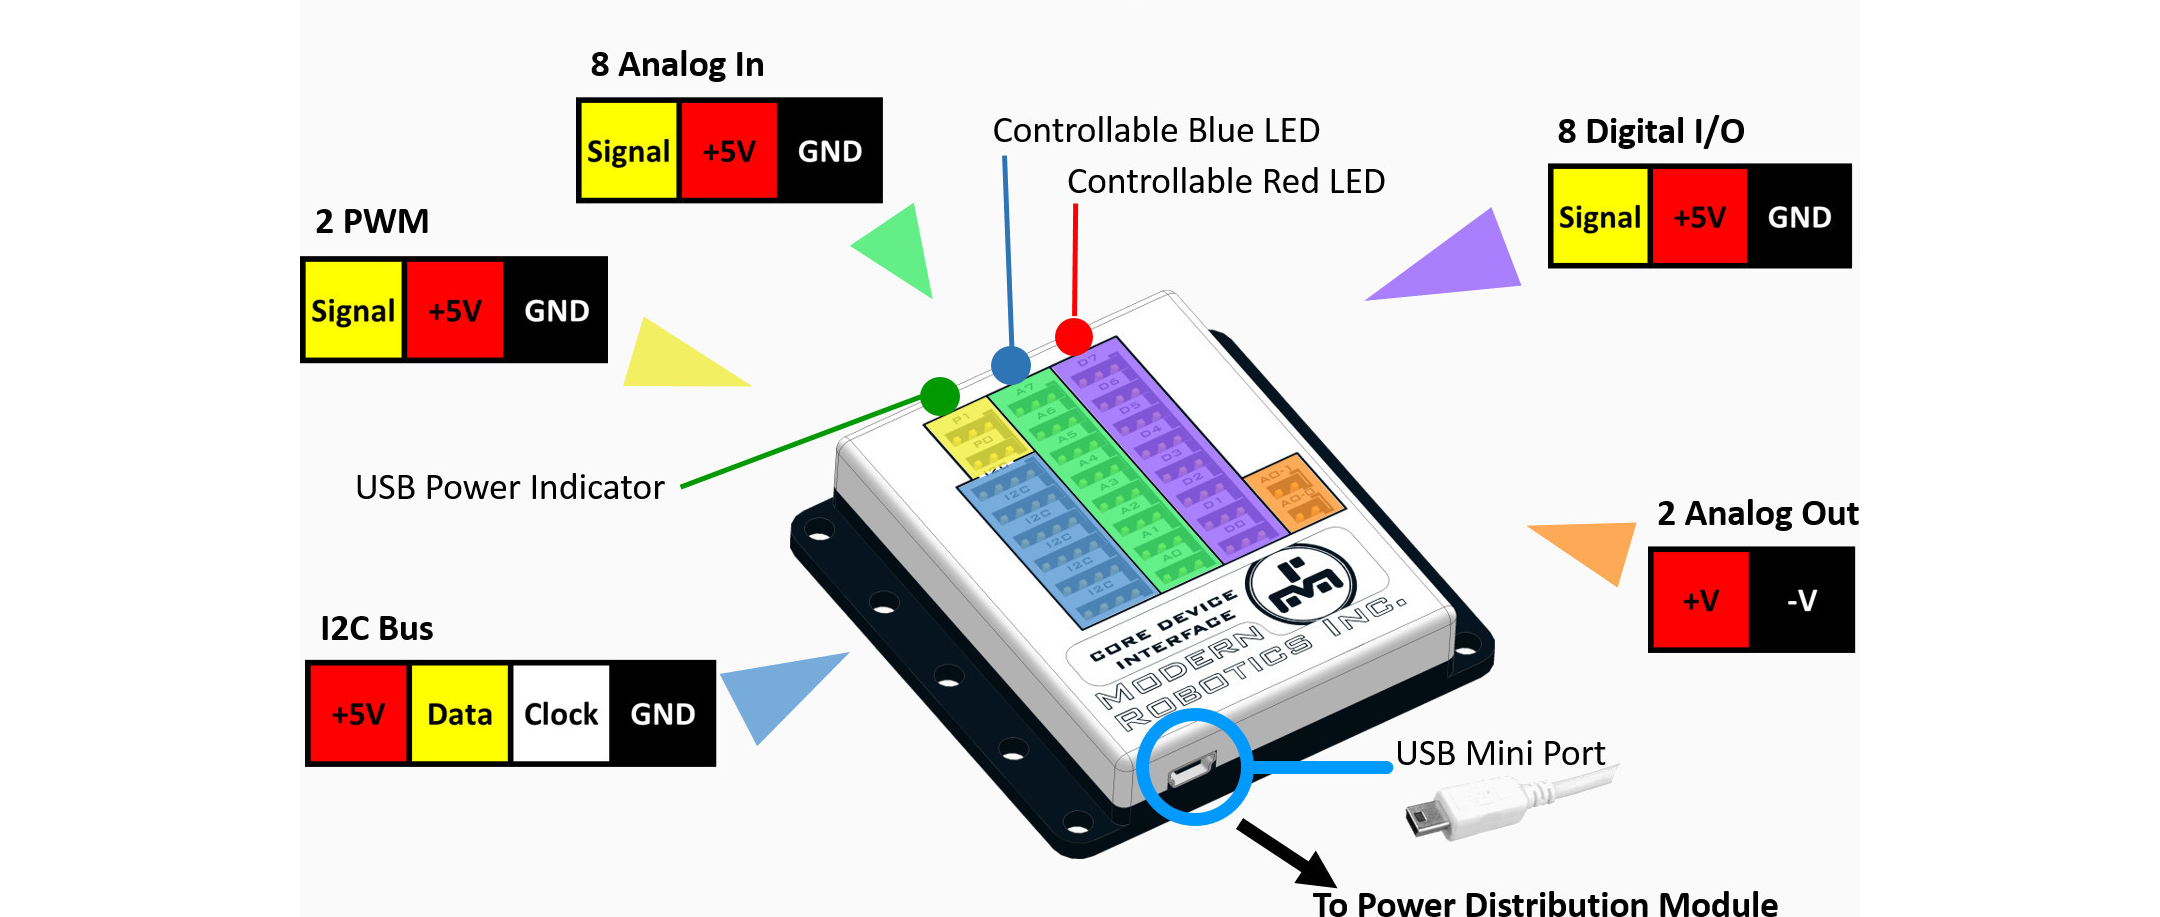 8 Analog In
Signal +5V GND
Controllable Blue LED
Controllable Red LED
8 Digital I/O
Signal +5V GND
2 PWM
Signal +5V GND
USB Power Indicator
P1
P0
I2C
I2C
I2C
I2C
I2C
A7
A6
A5
A4
A3
A2
A1
A0
D7
D6
D5
D4
D3
D2
D1
D0
AO-1
AO-0
2 Analog Out
+V -V
CORE DEVICE
INTERFACE
MODERN
ROBOTICS INC.
I2C Bus
+5V Data Clock GND
USB Mini Port
To Power Distribution Module